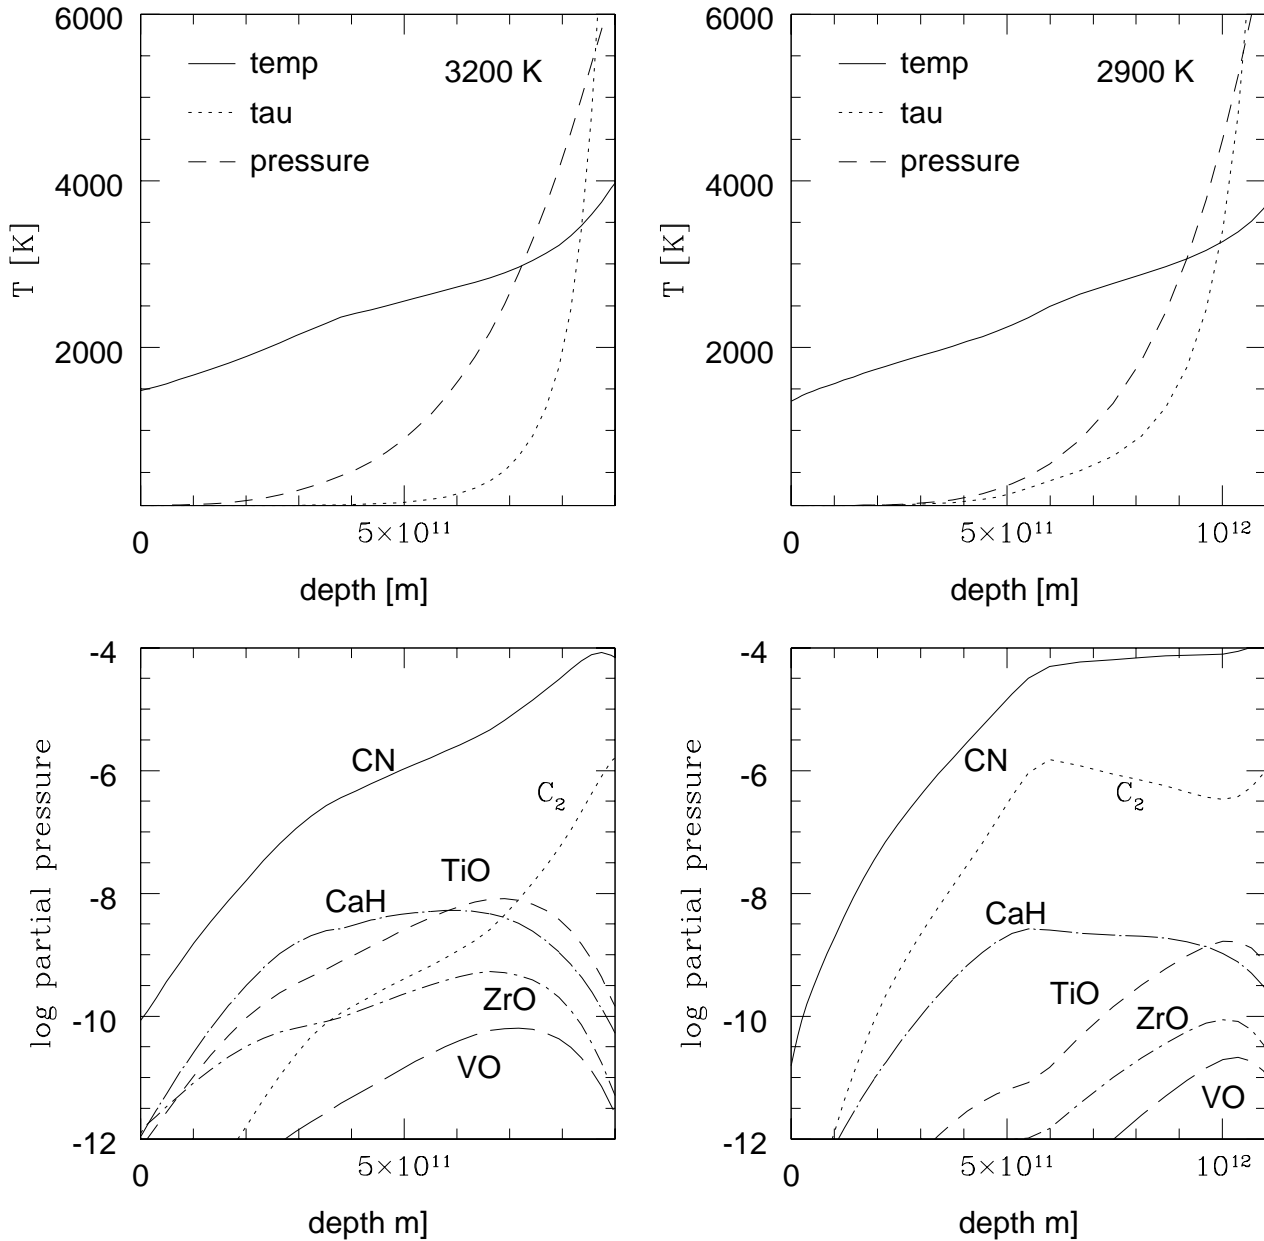 6000
temp
3200 K
tau
pressure
4000
T [K]
2000
0
5×10¹¹
depth [m]
6000
temp
2900 K
tau
pressure
4000
T [K]
2000
0
5×10¹¹
10¹²
depth [m]
-4
CN
-6
C₂
TiO
-8
CaH
log partial pressure
ZrO
-10
VO
-12
0
5×10¹¹
depth m]
-4
CN
-6
C₂
-8
CaH
log partial pressure
TiO
ZrO
-10
VO
-12
0
5×10¹¹
10¹²
depth m]